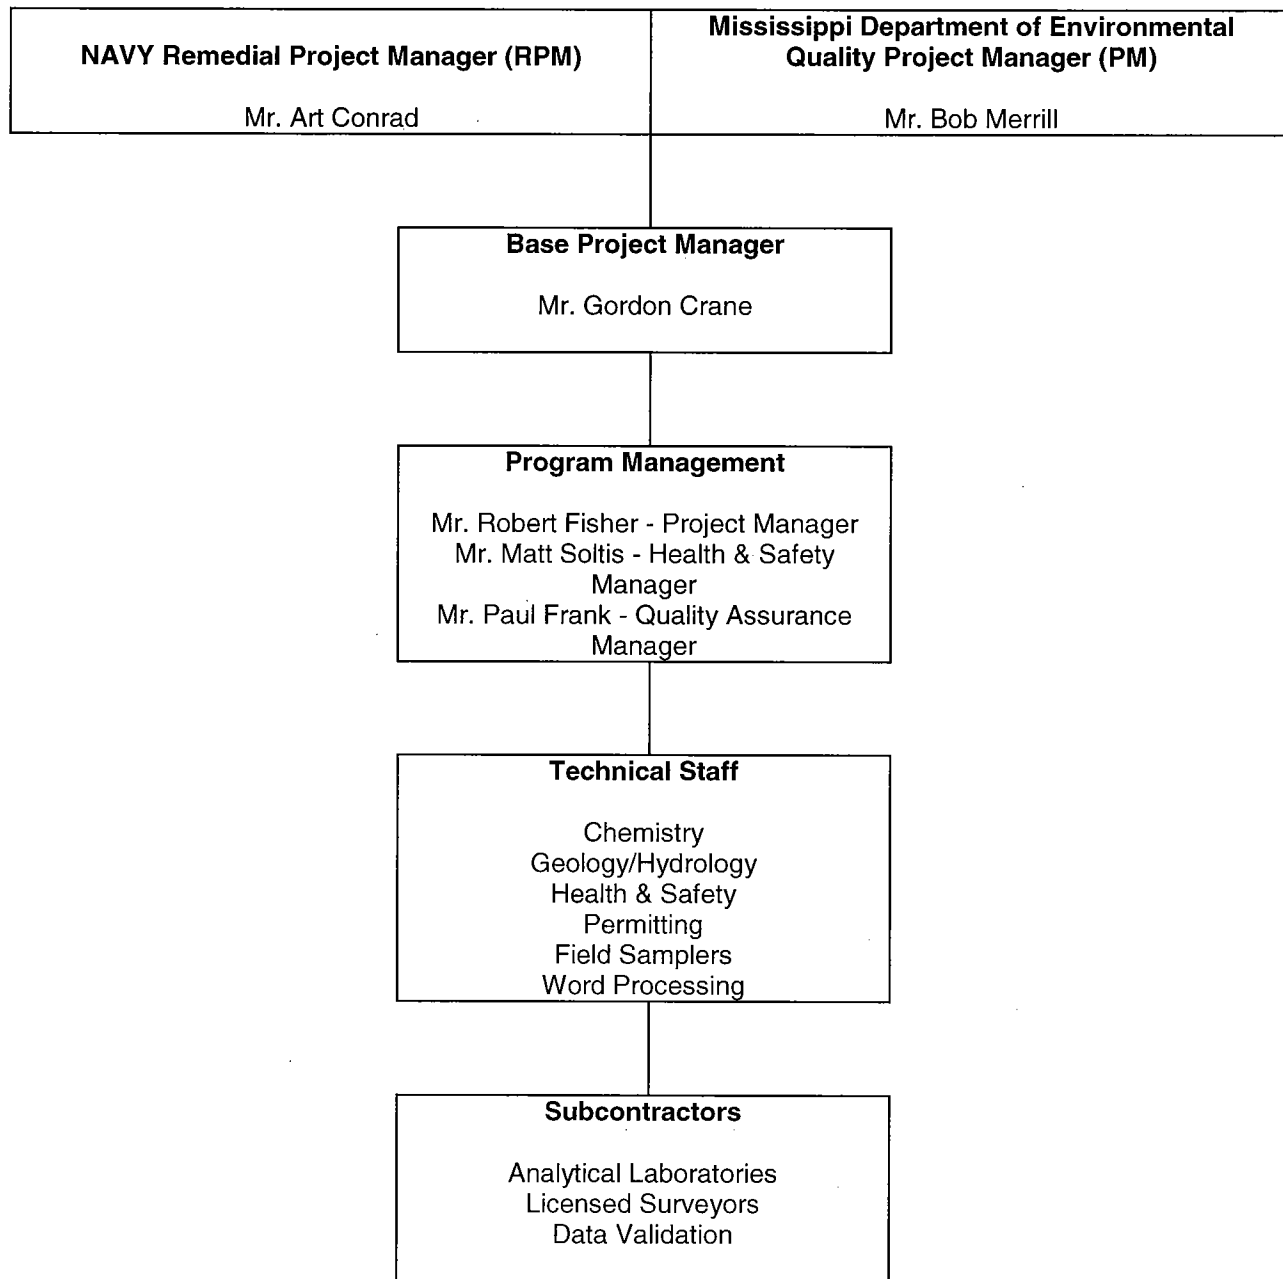 NAVY Remedial Project Manager (RPM)
Mr. Art Conrad
Mississippi Department of Environmental
Quality Project Manager (PM)
Mr. Bob Merrill
Base Project Manager
Mr. Gordon Crane
Program Management
Mr. Robert Fisher - Project Manager
Mr. Matt Soltis - Health & Safety
Manager
Mr. Paul Frank - Quality Assurance
Manager
Technical Staff
Chemistry
Geology/Hydrology
Health & Safety
Permitting
Field Samplers
Word Processing
Subcontractors
Analytical Laboratories
Licensed Surveyors
Data Validation